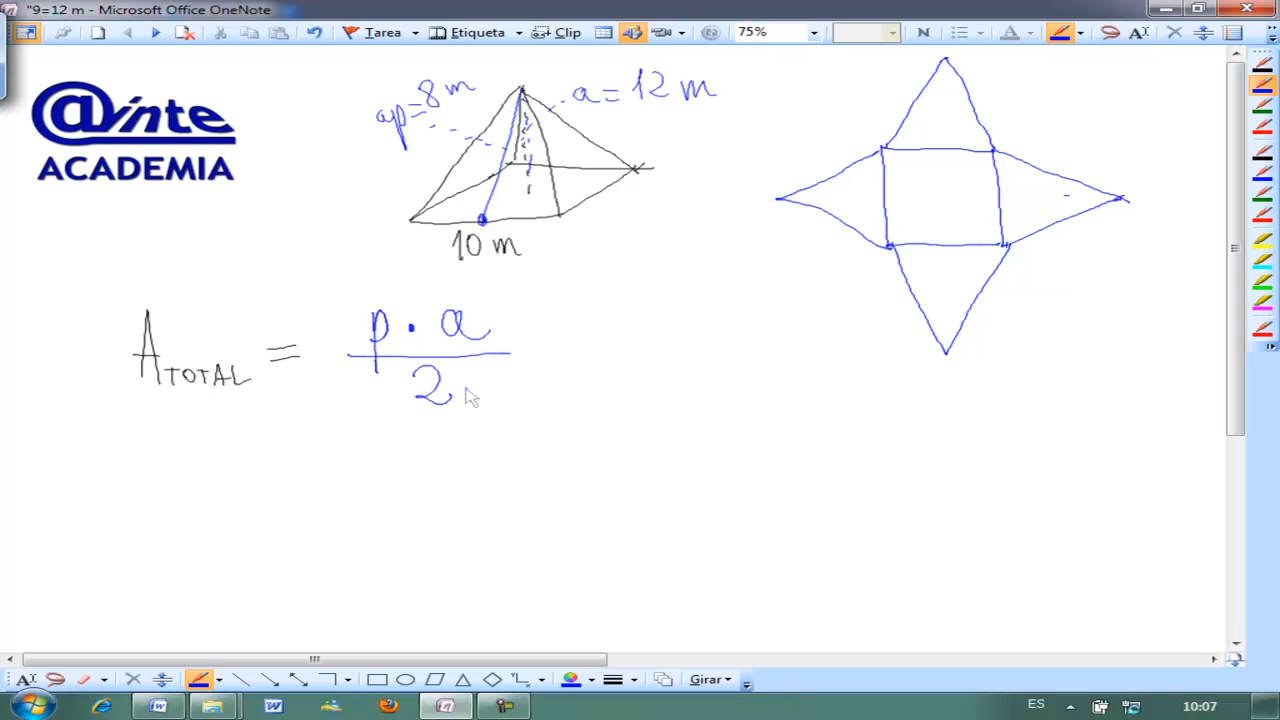 "9=12 m - Microsoft Office OneNote
Tarea
Etiqueta
Clip
75%
N
A
A
@inte
ACADEMIA
ap=8 m
a=12 m
10 m
A TOTAL = p · a
2
Girar
ES
10:07